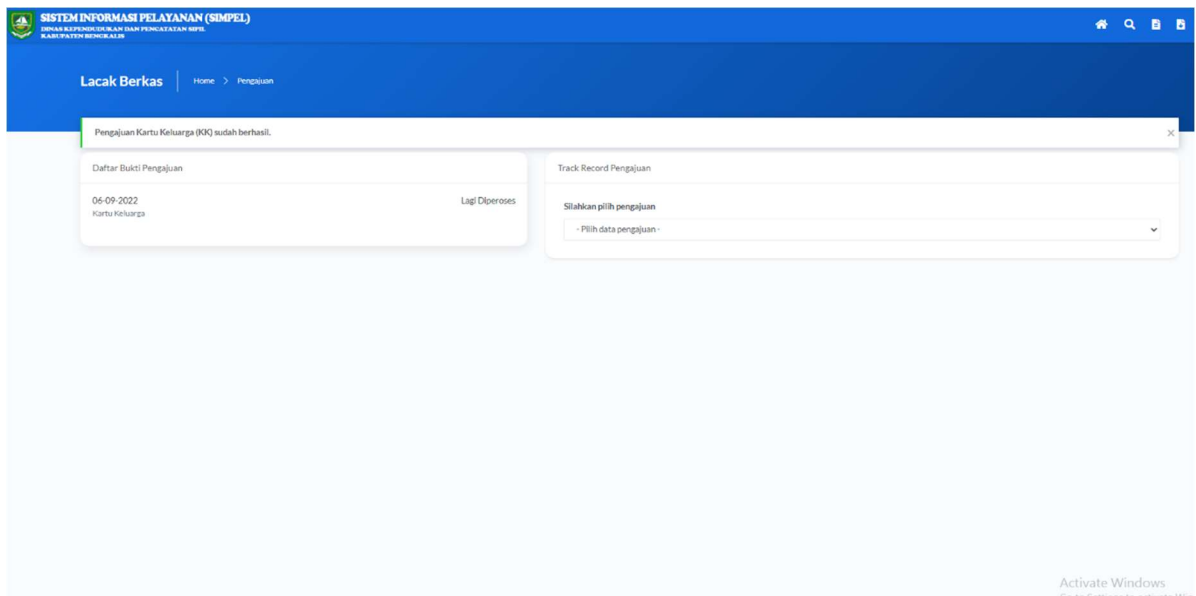 SISTEM INFORMASI PELAYANAN (SIMPEL)
DINAS KEPENDUDUKAN DAN PENCATATAN SIPIL
KABUPATEN BENGKALIS
Lacak Berkas Home > Pengajuan
Pengajuan Kartu Keluarga (KK) sudah berhasil. ×
Daftar Bukti Pengajuan
06-09-2022 Lagi Diperoses
Kartu Keluarga
Track Record Pengajuan
Silahkan pilih pengajuan
- Pilih data pengajuan -
Activate Windows